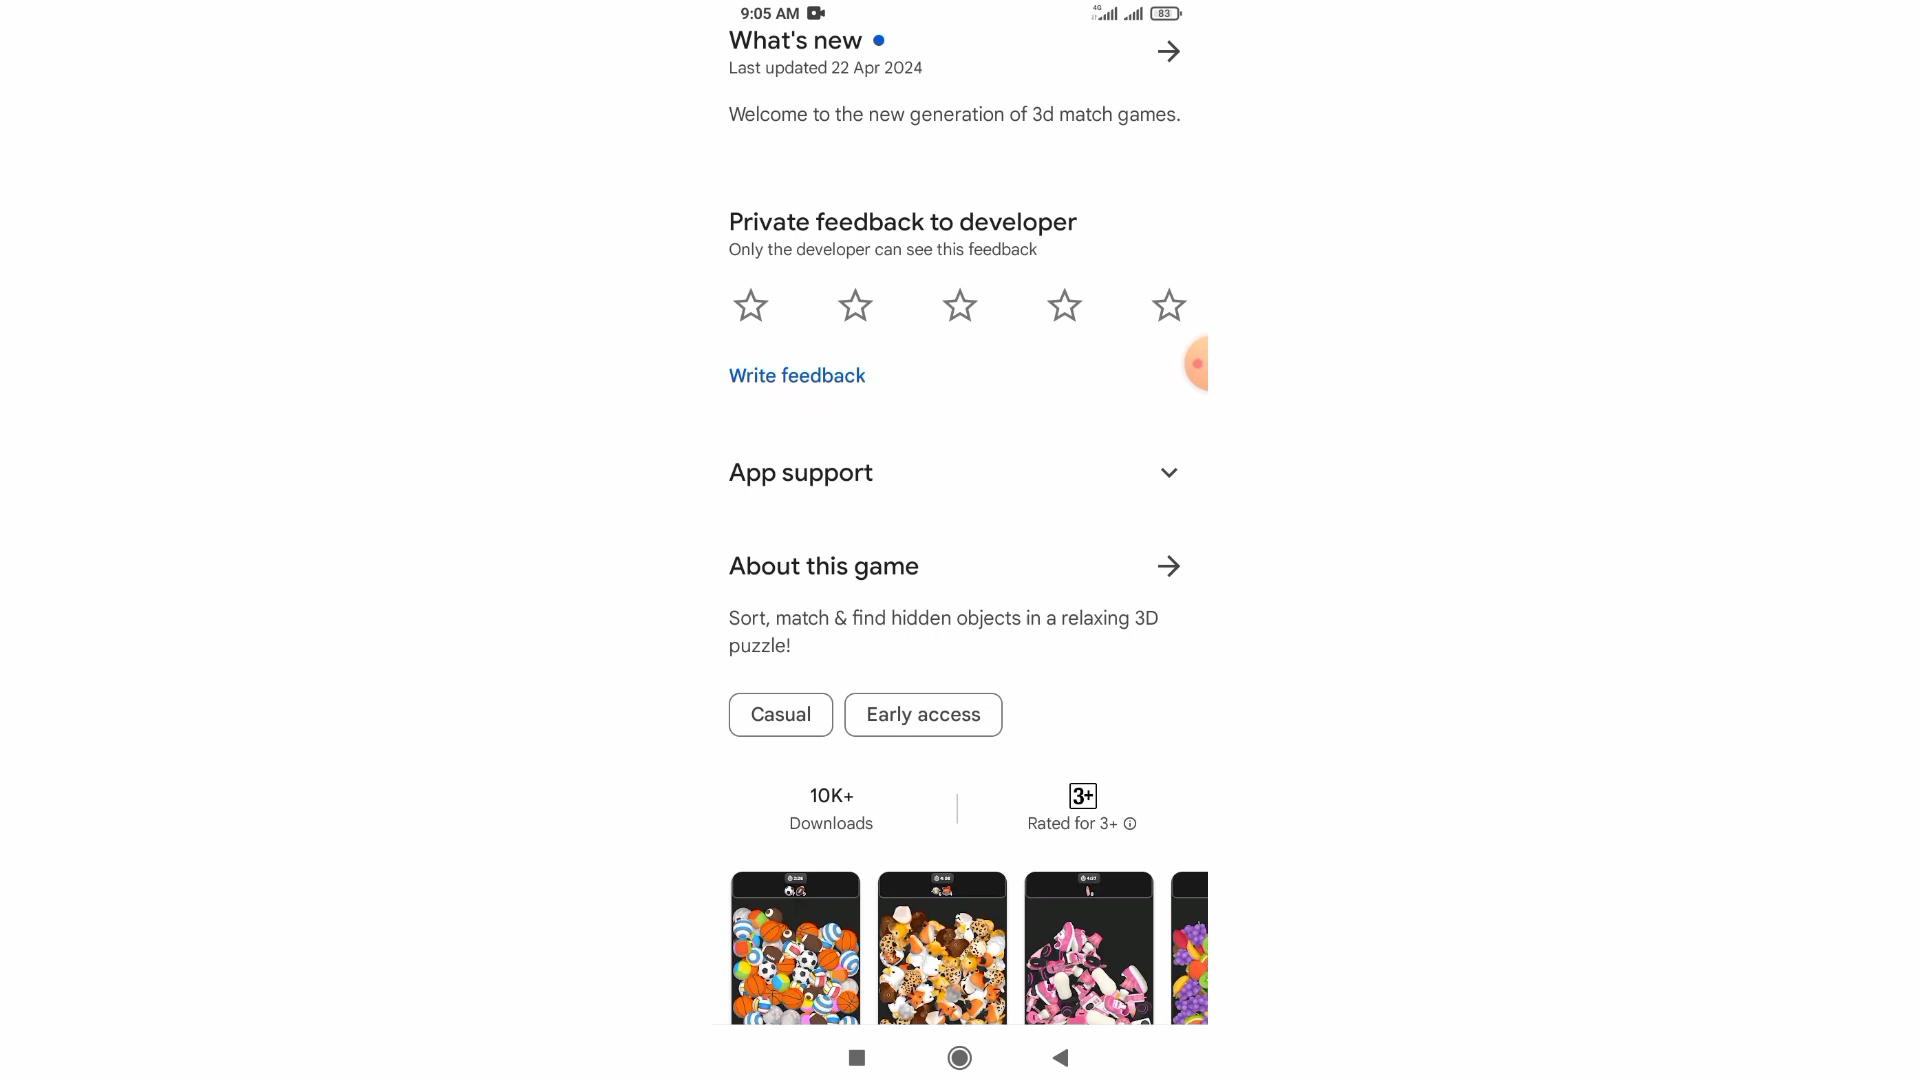 9:05 AM
4G
83
What's new
Last updated 22 Apr 2024
Welcome to the new generation of 3d match games.
Private feedback to developer
Only the developer can see this feedback
Write feedback
App support
About this game
Sort, match & find hidden objects in a relaxing 3D
puzzle!
Casual
Early access
10K+
Downloads
3+
Rated for 3+